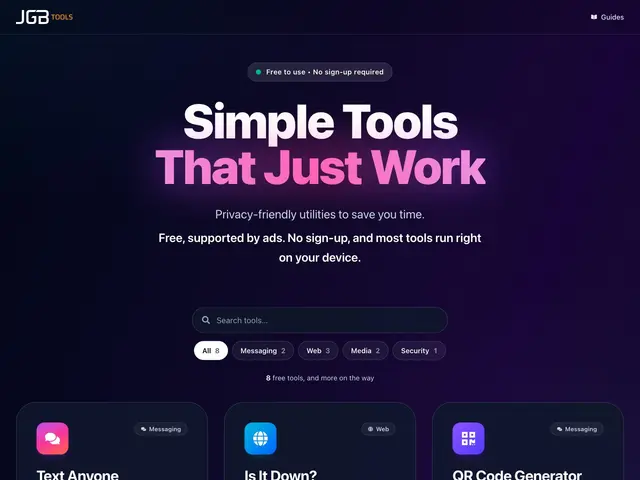 JGB TOOLS
Guides
Free to use • No sign-up required
Simple Tools
That Just Work
Privacy-friendly utilities to save you time.
Free, supported by ads. No sign-up, and most tools run right
on your device.
Search tools...
All 8 Messaging 2 Web 3 Media 2 Security 1
8 free tools, and more on the way
Messaging
Text Anyone
Web
Is It Down?
Messaging
QR Code Generator